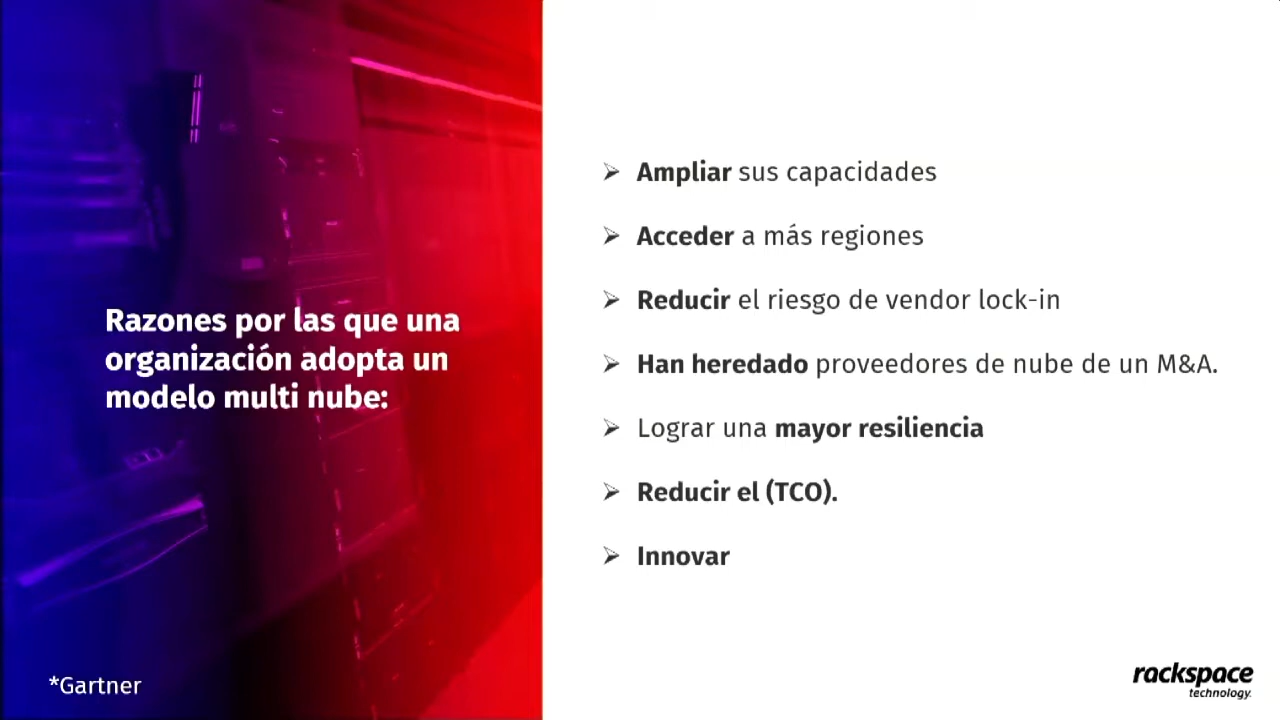 Razones por las que una
organización adopta un
modelo multi nube:
*Gartner
Ampliar sus capacidades
Acceder a más regiones
Reducir el riesgo de vendor lock-in
Han heredado proveedores de nube de un M&A.
Lograr una mayor resiliencia
Reducir el (TCO).
Innovar
rackspace
technology.